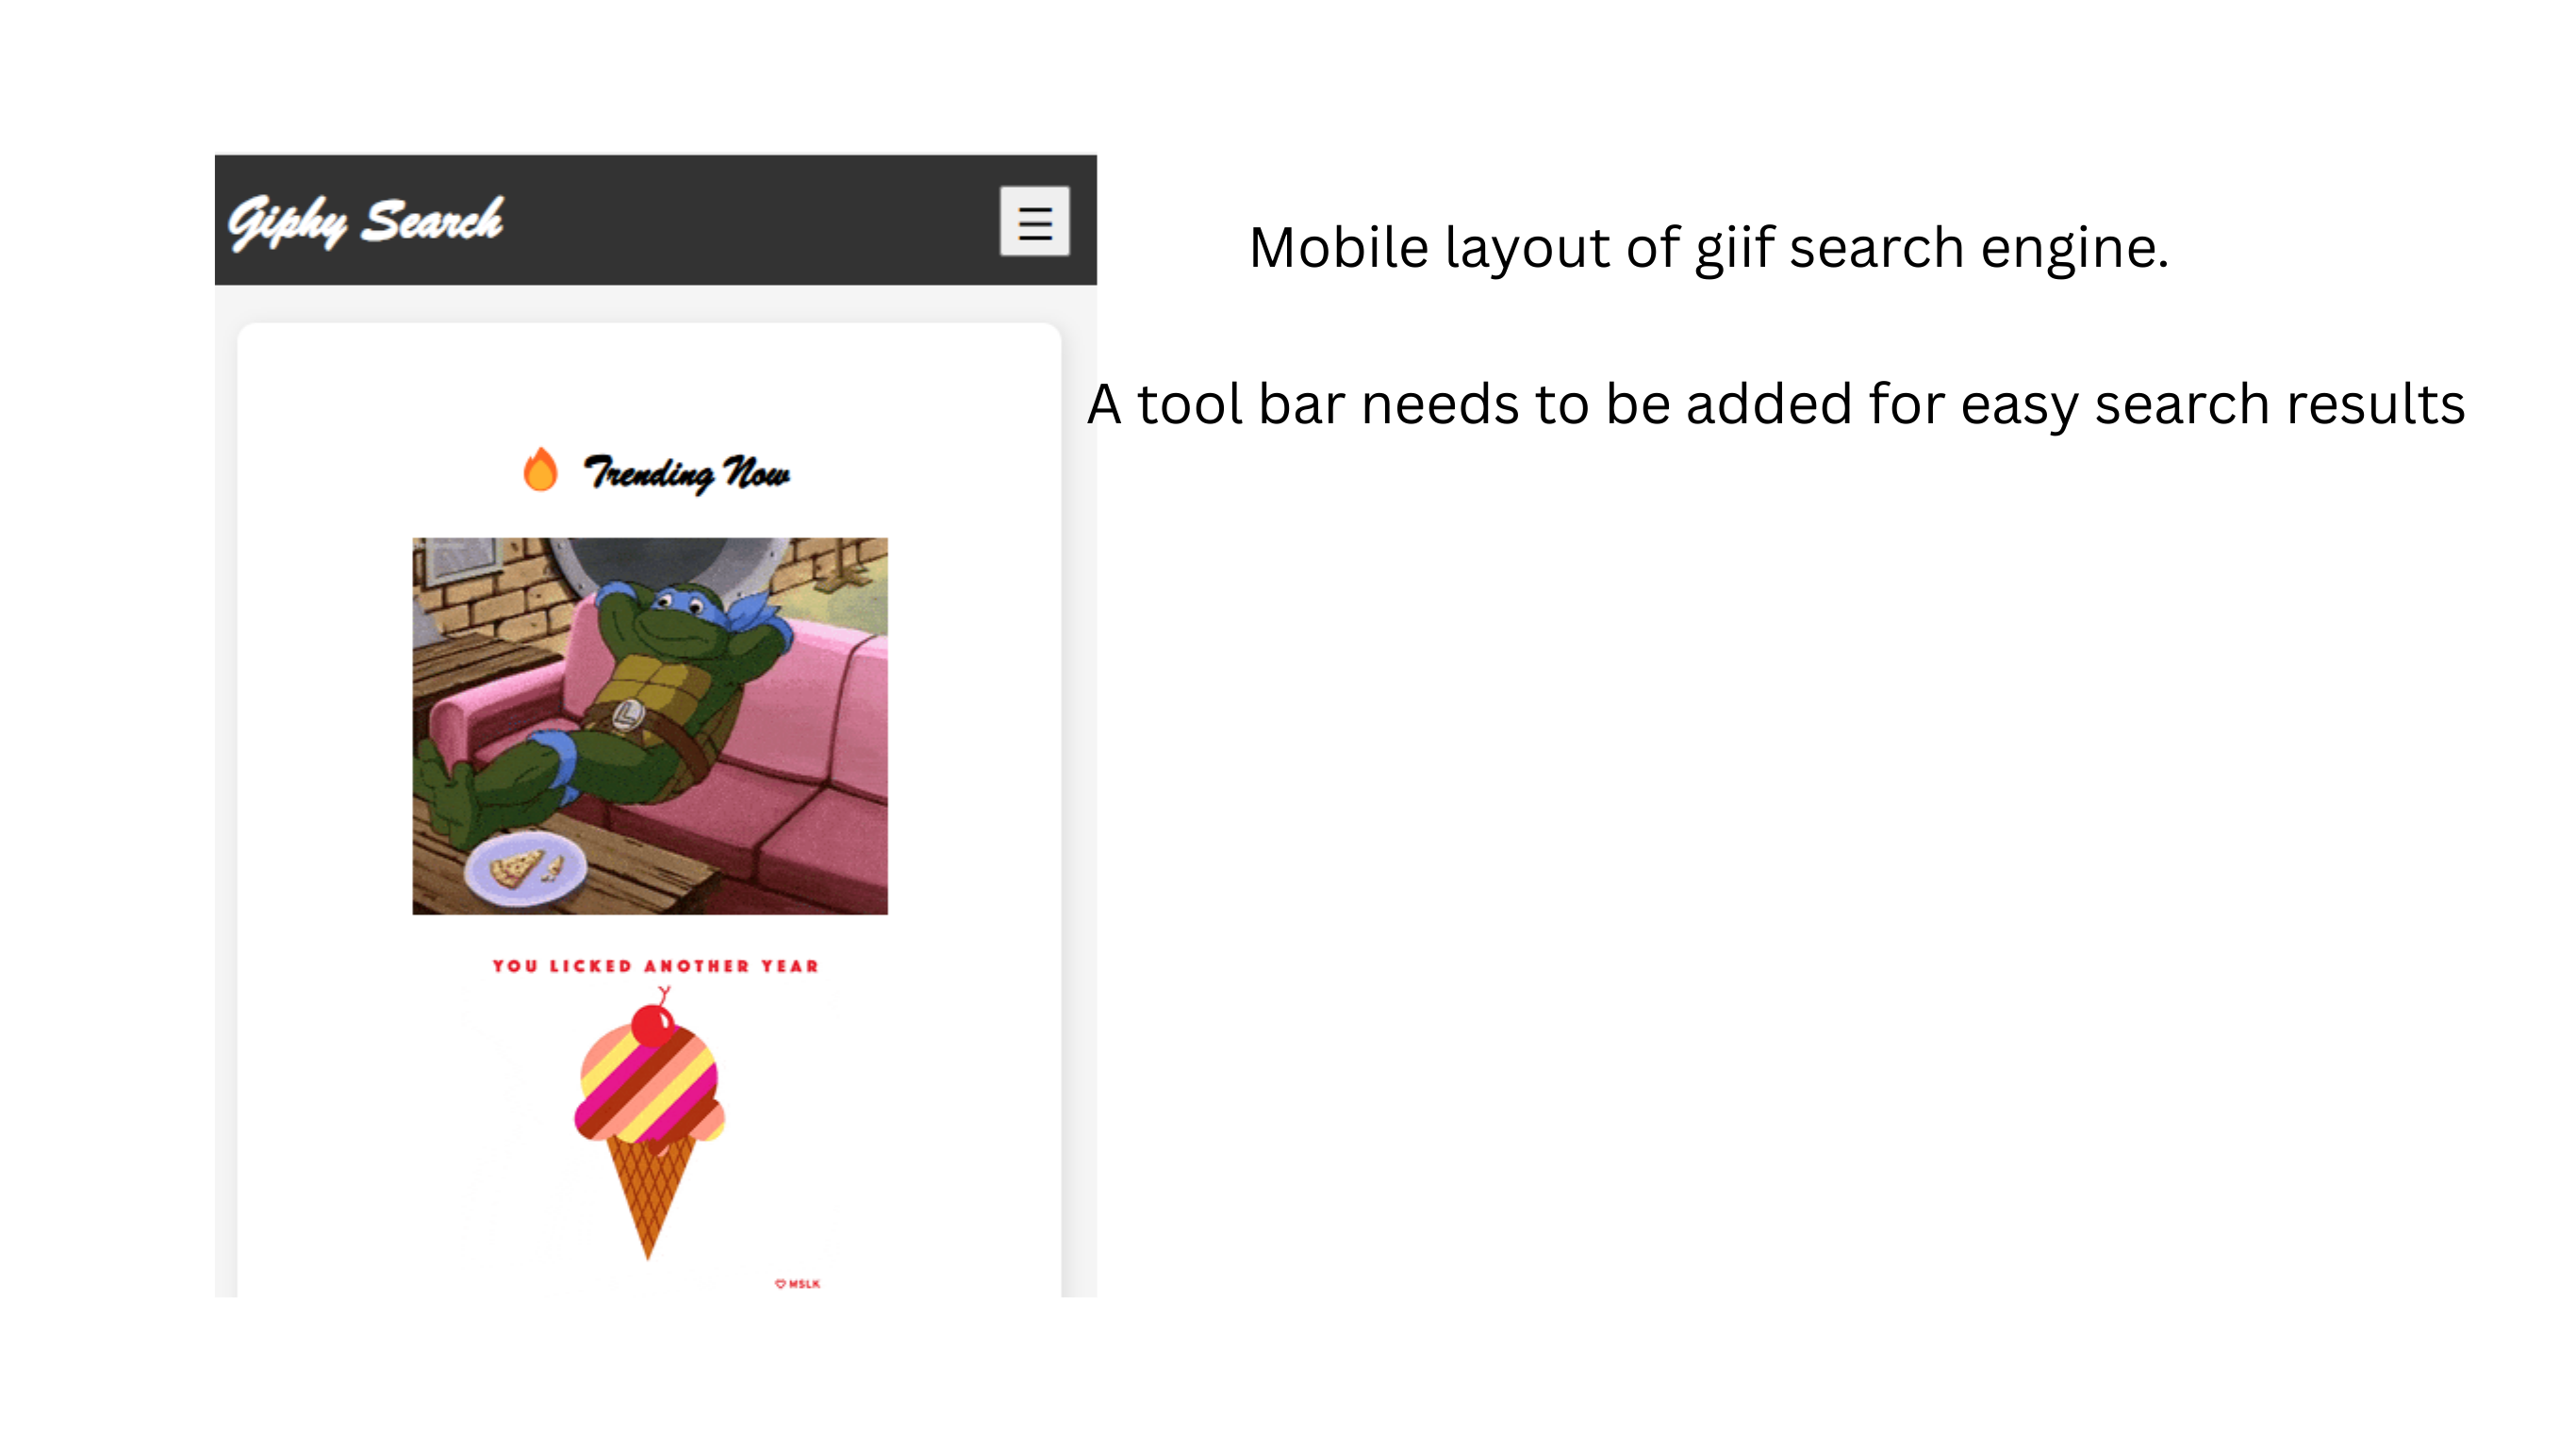 Giphy Search
Mobile layout of giif search engine.
A tool bar needs to be added for easy search results
Trending Now
L
YOU LICKED ANOTHER YEAR
MSLK